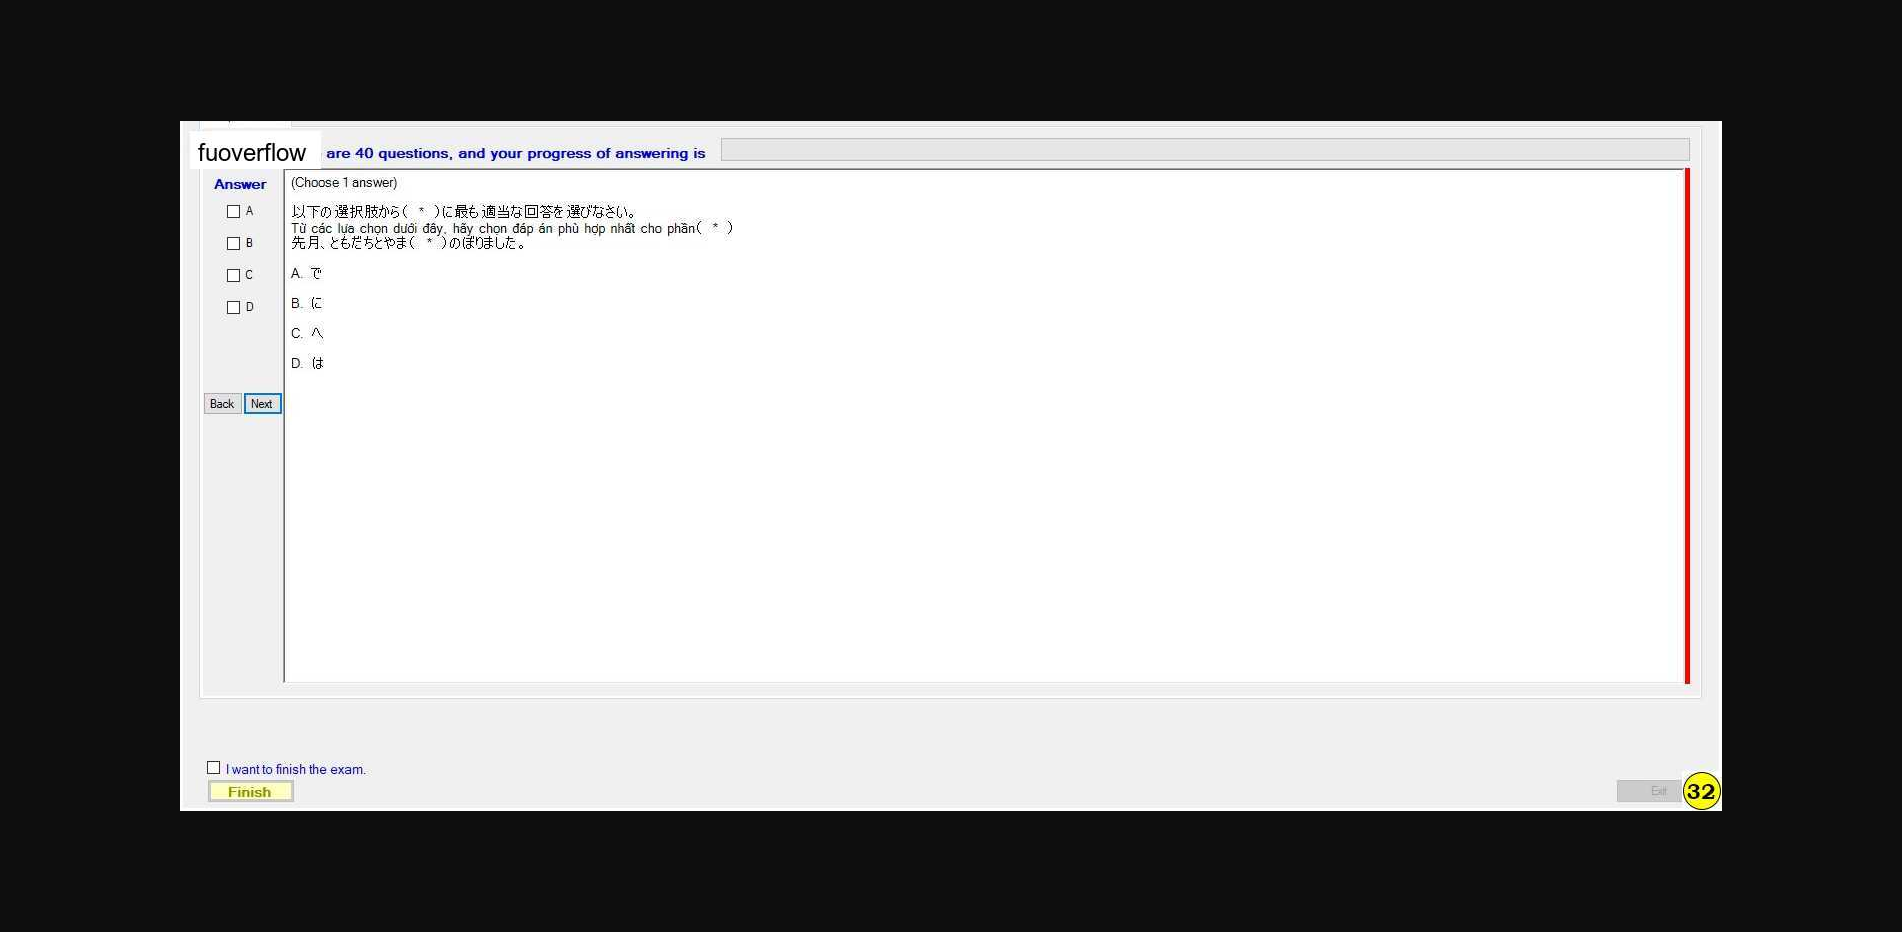 fuoverflow are 40 questions, and your progress of answering is
Answer
A
B
C
D
Back Next
(Choose 1 answer)
以下の選択肢から( * )に最も適当な回答を選びなさい。
Từ các lựa chọn dưới đây, hãy chọn đáp án phù hợp nhất cho phần( * )
先月、ともだちとやま( * )のぼりました。
A. で
B. に
C. へ
D. は
I want to finish the exam.
Finish
Exit
32